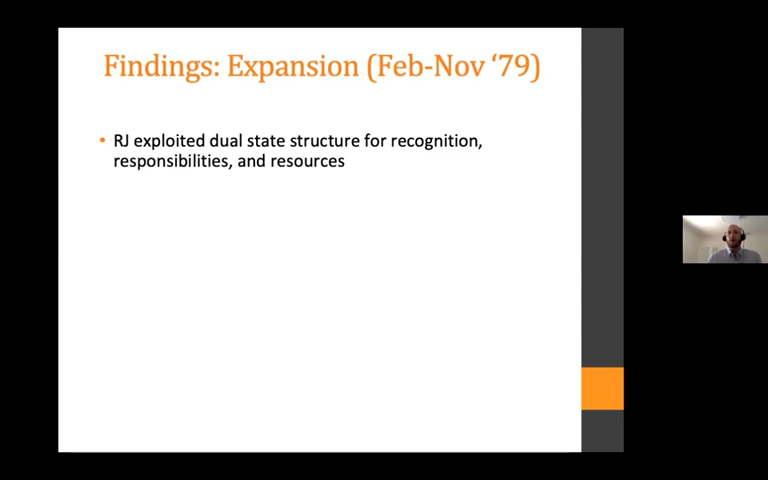 Findings: Expansion (Feb-Nov ‘79)
• RJ exploited dual state structure for recognition,
responsibilities, and resources